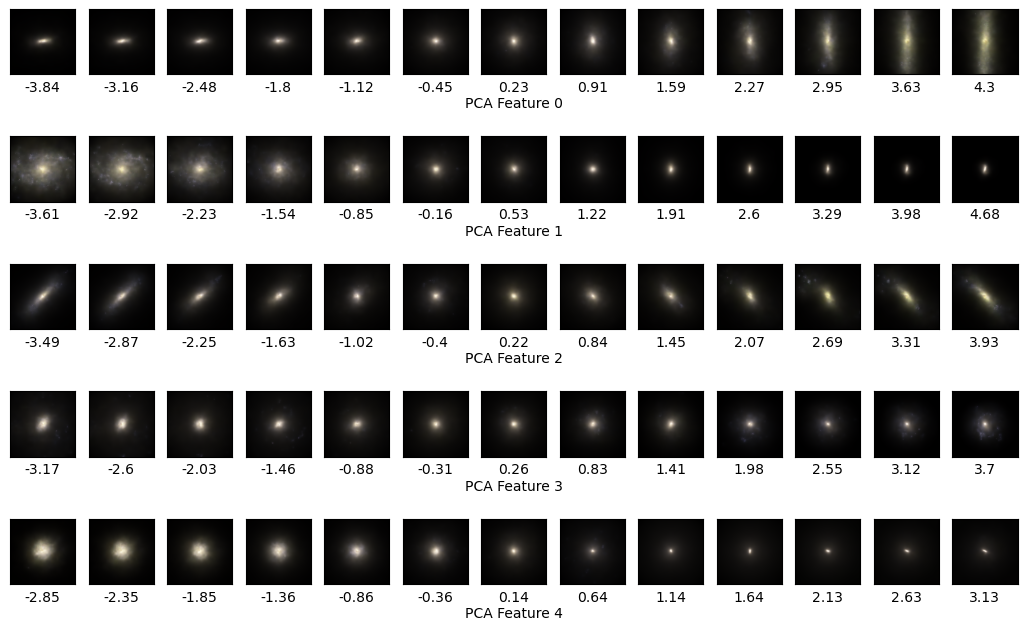 -3.84 -3.16 -2.48 -1.8 -1.12 -0.45 0.23 0.91 1.59 2.27 2.95 3.63 4.3
PCA Feature 0
-3.61 -2.92 -2.23 -1.54 -0.85 -0.16 0.53 1.22 1.91 2.6 3.29 3.98 4.68
PCA Feature 1
-3.49 -2.87 -2.25 -1.63 -1.02 -0.4 0.22 0.84 1.45 2.07 2.69 3.31 3.93
PCA Feature 2
-3.17 -2.6 -2.03 -1.46 -0.88 -0.31 0.26 0.83 1.41 1.98 2.55 3.12 3.7
PCA Feature 3
-2.85 -2.35 -1.85 -1.36 -0.86 -0.36 0.14 0.64 1.14 1.64 2.13 2.63 3.13
PCA Feature 4